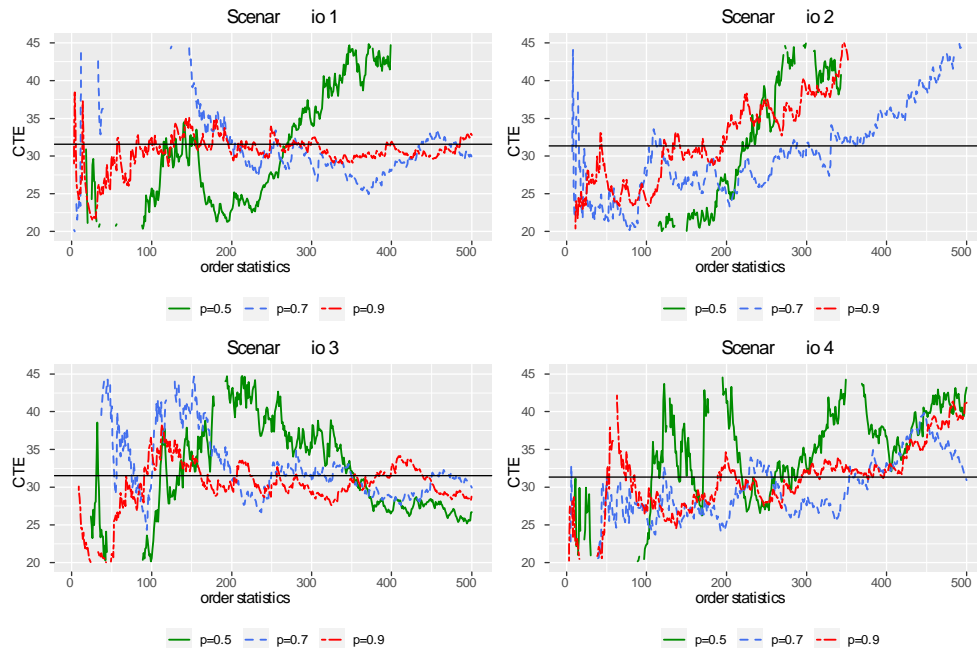 Scenar io 1
45
40
35
30
25
20
CTE
0 100 200 300 400 500
order statistics
p=0.5 p=0.7 p=0.9
Scenar io 2
45
40
35
30
25
20
CTE
0 100 200 300 400 500
order statistics
p=0.5 p=0.7 p=0.9
Scenar io 3
45
40
35
30
25
20
CTE
0 100 200 300 400 500
order statistics
p=0.5 p=0.7 p=0.9
Scenar io 4
45
40
35
30
25
20
CTE
0 100 200 300 400 500
order statistics
p=0.5 p=0.7 p=0.9